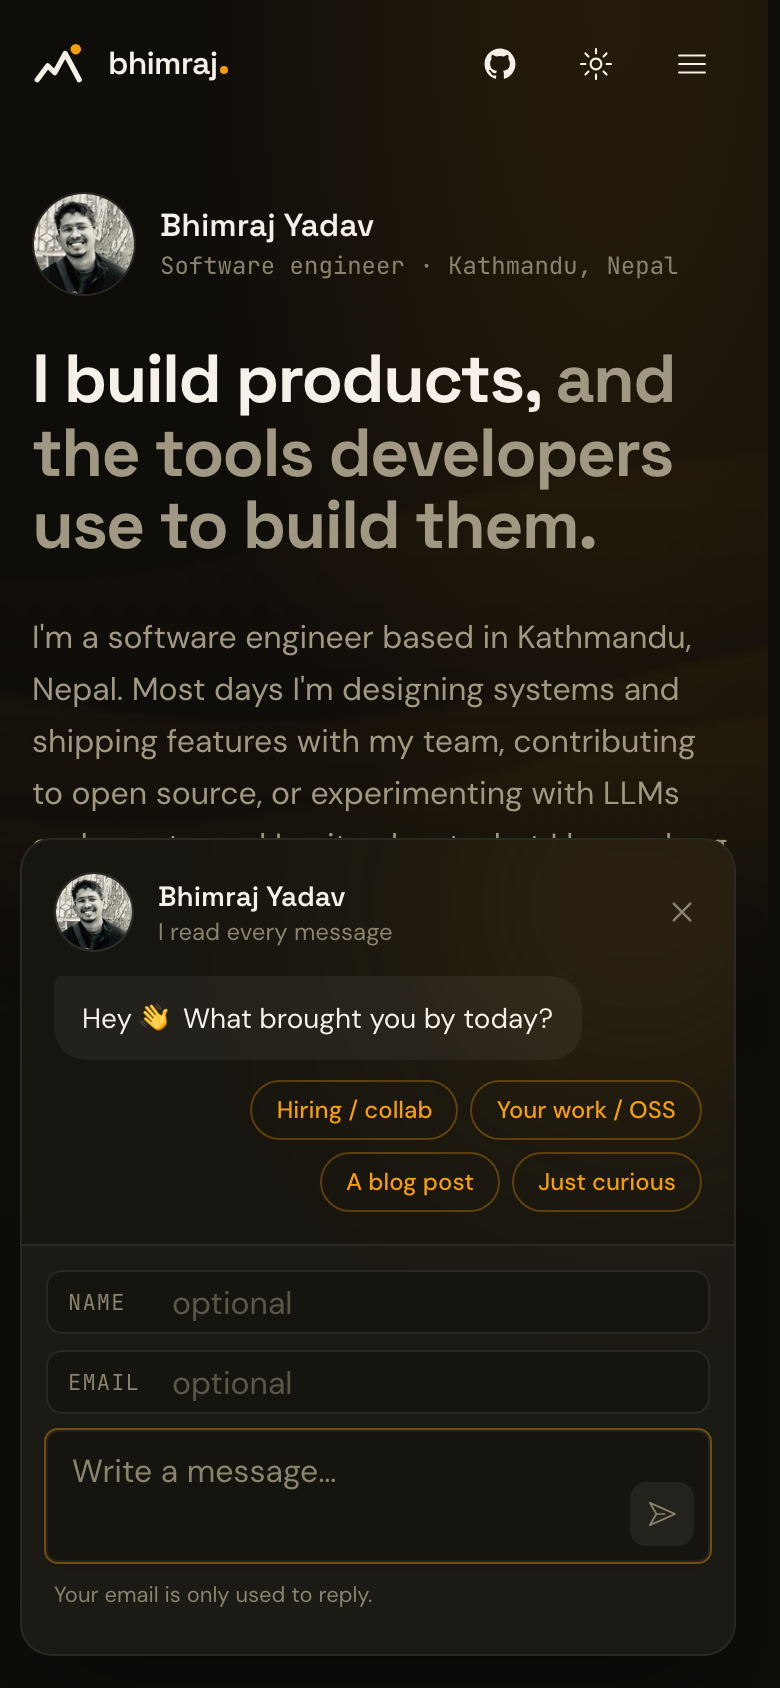 bhimraj.
Bhimraj Yadav
Software engineer · Kathmandu, Nepal
I build products, and
the tools developers
use to build them.
I'm a software engineer based in Kathmandu,
Nepal. Most days I'm designing systems and
shipping features with my team, contributing
to open source, or experimenting with LLMs
Bhimraj Yadav
I read every message
Hey 👋 What brought you by today?
Hiring / collab
Your work / OSS
A blog post
Just curious
NAME optional
EMAIL optional
Write a message...
Your email is only used to reply.